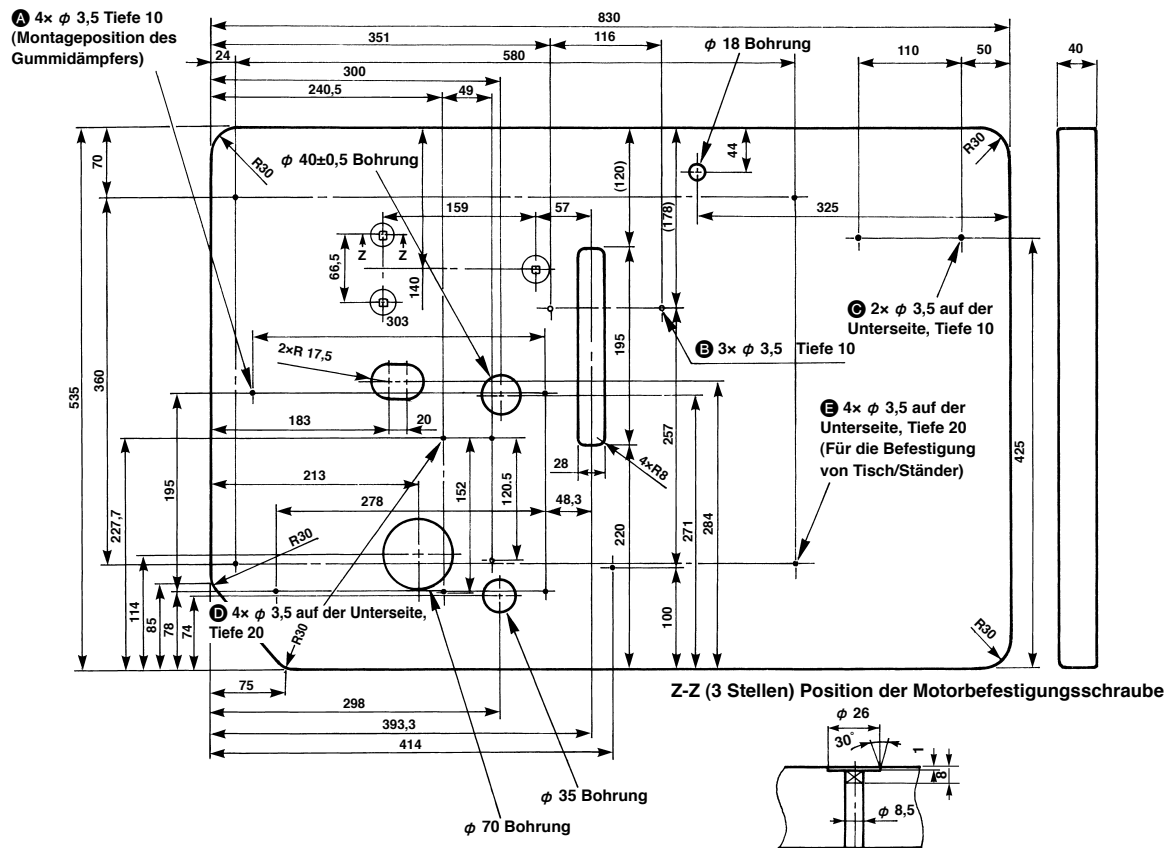 A 4× φ 3,5 Tiefe 10
(Montageposition des
Gummidämpfers)
830
351
116
φ 18 Bohrung
24
580
110
50
40
300
240,5
49
70
R30
φ 40±0,5 Bohrung
(120)
(178)
44
R30
159
57
325
Z
Z
66,5
140
303
C 2× φ 3,5 auf der
Unterseite, Tiefe 10
195
B 3× φ 3,5 Tiefe 10
2×R 17,5
535
360
183
20
E 4× φ 3,5 auf der
Unterseite, Tiefe 20
(Für die Befestigung
von Tisch/Ständer)
425
257
28
4×R8
213
195
227,7
152
120.5
278
48,3
220
271
284
R30
114
85
78
74
D 4× φ 3,5 auf der Unterseite,
Tiefe 20
R30
100
R30
75
Z-Z (3 Stellen) Position der Motorbefestigungsschraube
298
393,3
414
φ 26
30°
1
8
φ 8,5
φ 35 Bohrung
φ 70 Bohrung